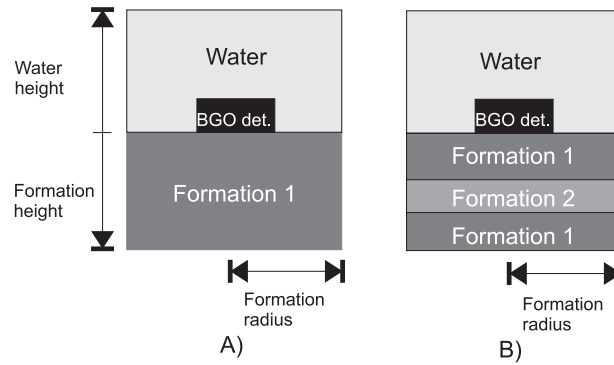 Water
height
Formation
height
Water
BGO det.
Formation 1
Formation
radius
A)
Water
BGO det.
Formation 1
Formation 2
Formation 1
Formation
radius
B)